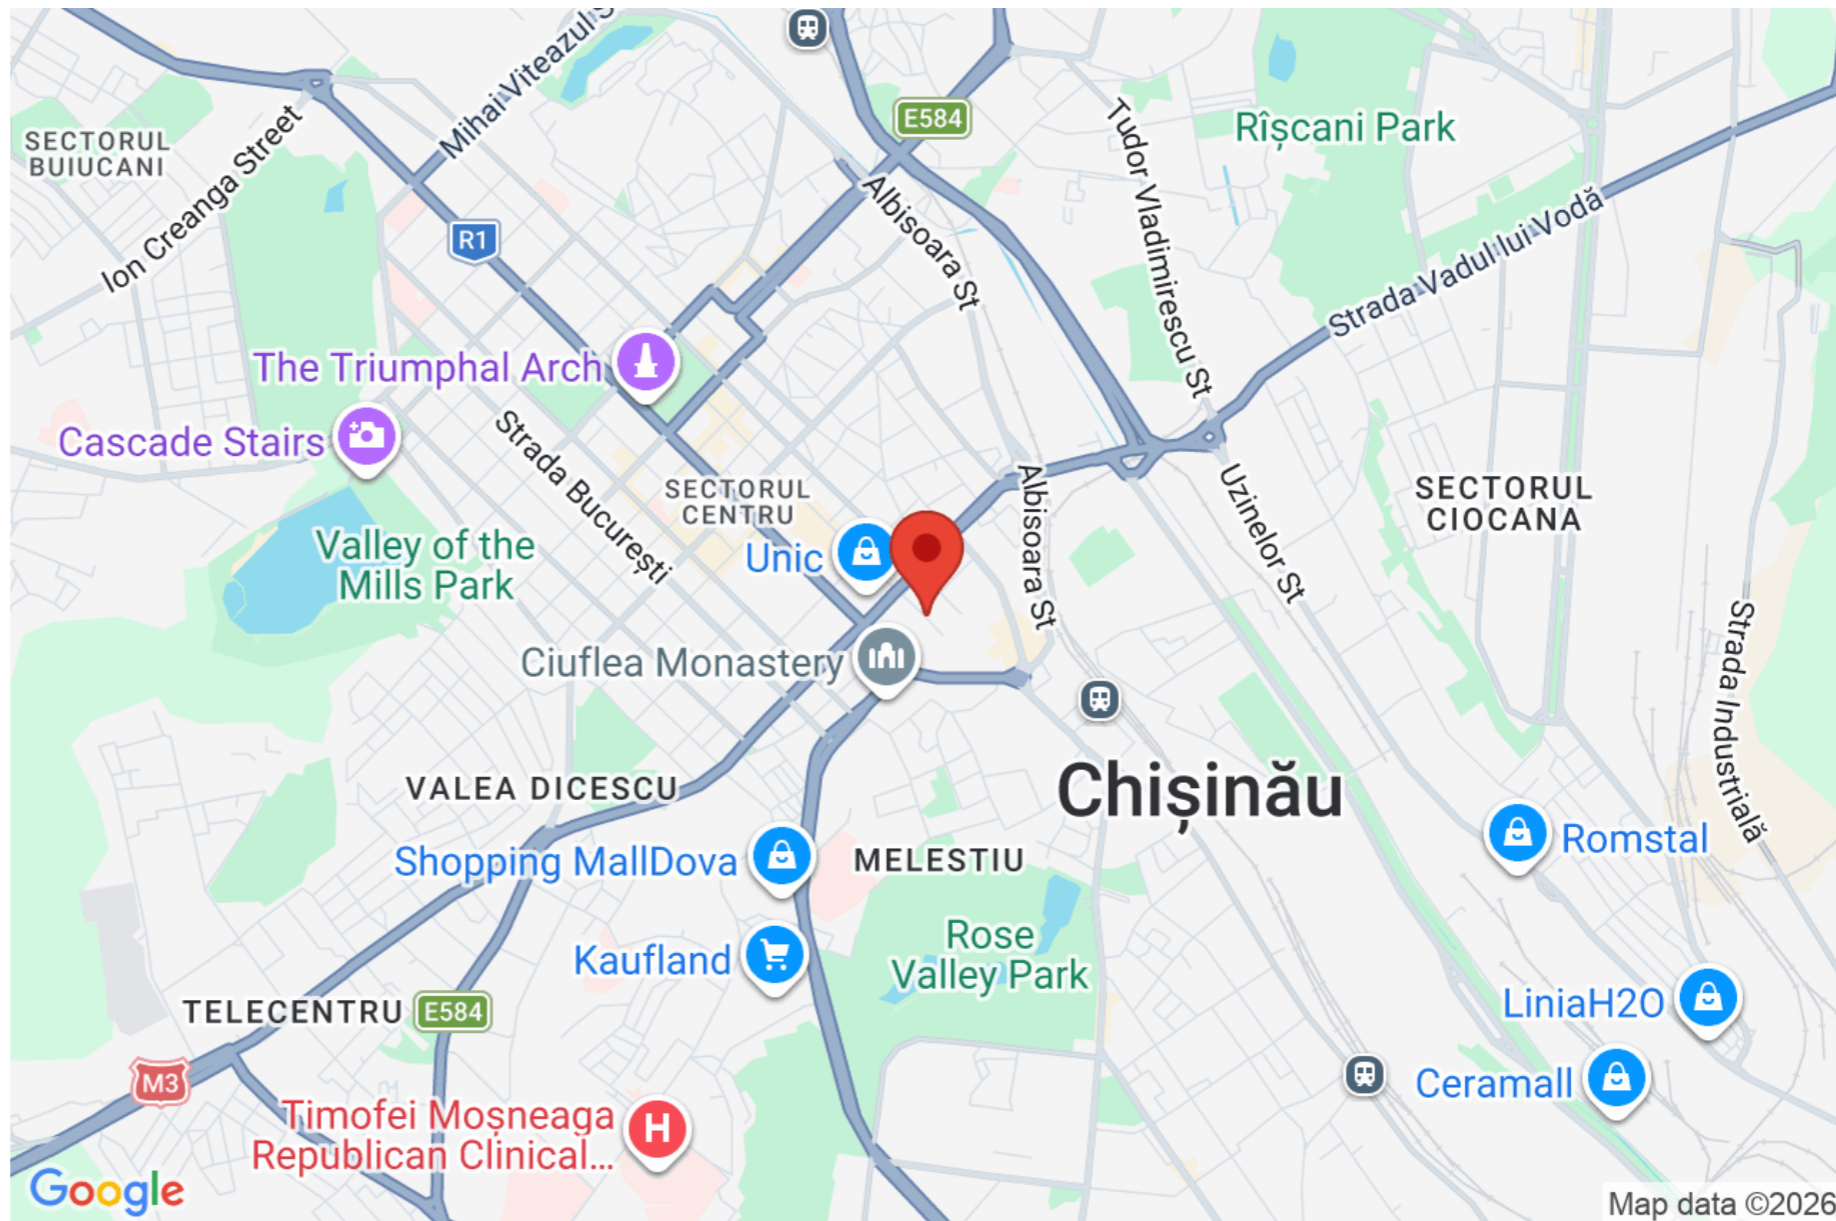 Mihai Viteazul S
E584
Rîșcani Park
SECTORUL
BUIUCANI
Ion Creanga Street
Tudor Vladimirescu St
Albisoara St
R1
Strada Vadul lui Vodă
The Triumphal Arch
Cascade Stairs
Strada București
SECTORUL
CENTRU
Albisoara St
Uzinelor St
SECTORUL
CIOCANA
Valley of the
Mills Park
Unic
Ciuflea Monastery
Strada Industrială
VALEA DICESCU
Chișinău
Shopping MallDova
MELESTIU
Romstal
Kaufland
Rose
Valley Park
TELECENTRU
E584
LiniaH2O
M3
Ceramall
Timofei Moșneaga
Republican Clinical...
H
Google
Map data ©2026